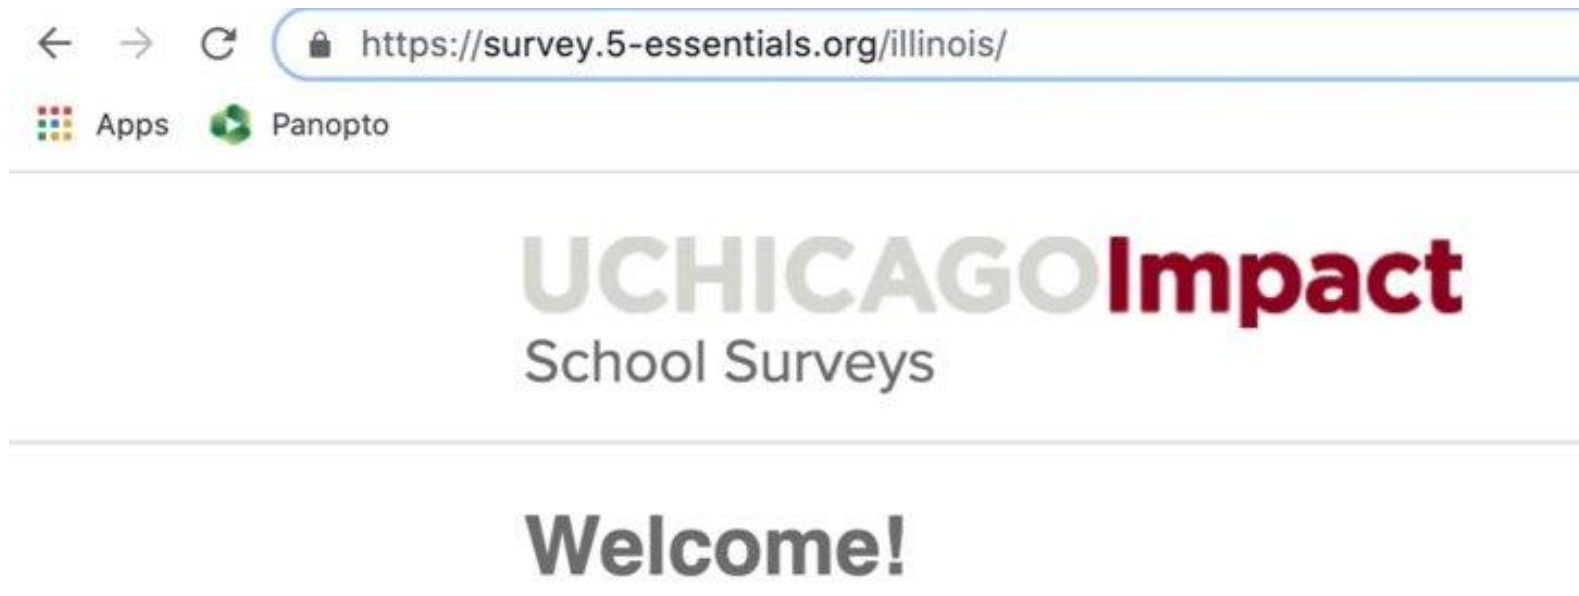 https://survey.5-essentials.org/illinois/
Apps Panopto
UCHICAGOImpact
School Surveys
Welcome!